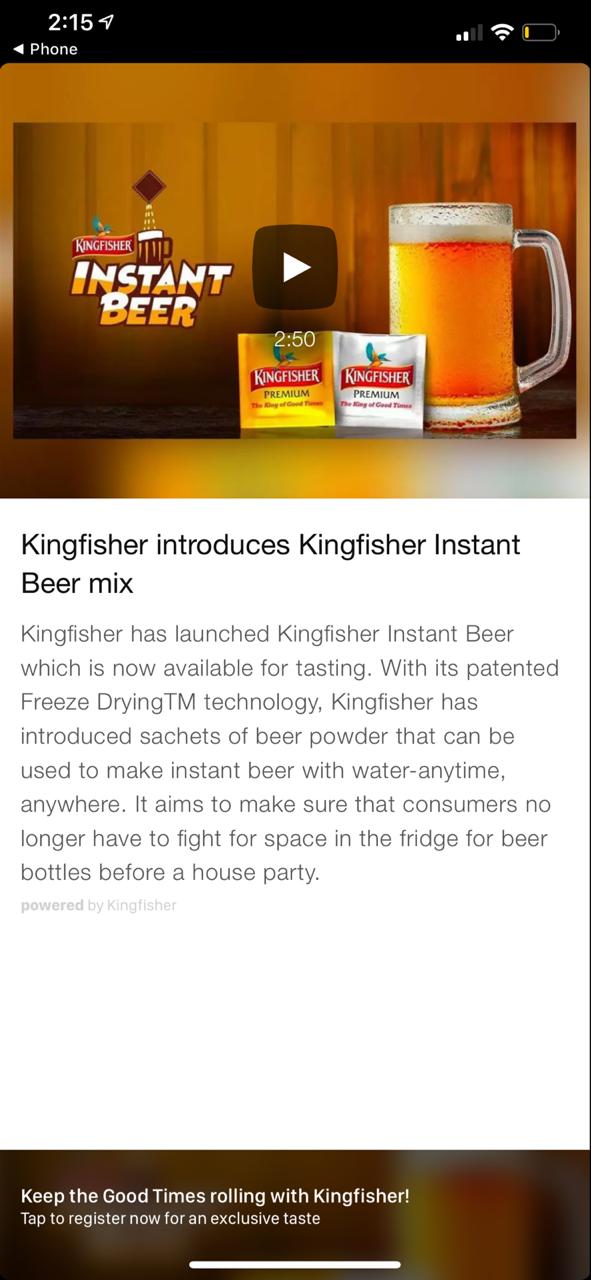 2:15
◀ Phone
KINGFISHER
INSTANT
BEER
2:50
KINGFISHER
PREMIUM
The King of Good Times
KINGFISHER
PREMIUM
The King of Good Times
Kingfisher introduces Kingfisher Instant
Beer mix
Kingfisher has launched Kingfisher Instant Beer
which is now available for tasting. With its patented
Freeze DryingTM technology, Kingfisher has
introduced sachets of beer powder that can be
used to make instant beer with water-anytime,
anywhere. It aims to make sure that consumers no
longer have to fight for space in the fridge for beer
bottles before a house party.
powered by Kingfisher
Keep the Good Times rolling with Kingfisher!
Tap to register now for an exclusive taste